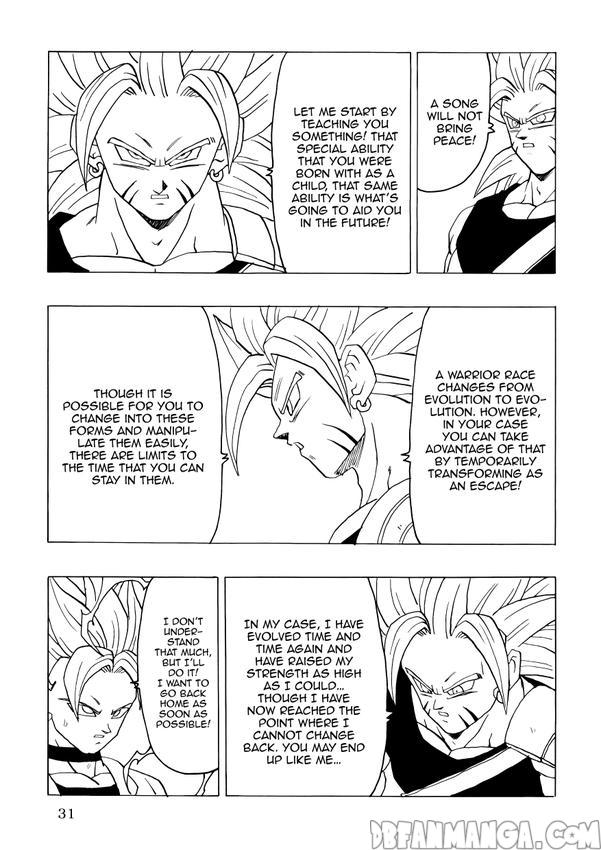 A SONG
WILL NOT
BRING
PEACE!
LET ME START BY
TEACHING YOU
SOMETHING! THAT
SPECIAL ABILITY
THAT YOU WERE
BORN WITH AS A
CHILD, THAT SAME
ABILITY IS WHAT'S
GOING TO AID YOU
IN THE FUTURE!
A WARRIOR RACE
CHANGES FROM
EVOLUTION TO EVO-
LUTION. HOWEVER,
IN YOUR CASE
YOU CAN TAKE
ADVANTAGE OF THAT
BY TEMPORARILY
TRANSFORMING AS
AN ESCAPE!
THOUGH IT IS
POSSIBLE FOR YOU TO
CHANGE INTO THESE
FORMS AND MANIPU-
LATE THEM EASILY,
THERE ARE LIMITS TO
THE TIME THAT YOU CAN
STAY IN THEM.
IN MY CASE, I HAVE
EVOLVED TIME AND
TIME AGAIN AND
HAVE RAISED MY
STRENGTH AS HIGH
AS I COULD...
THOUGH I HAVE
NOW REACHED THE
POINT WHERE I
CANNOT CHANGE
BACK. YOU MAY END
UP LIKE ME...
I DON'T
UNDER-
STAND
THAT MUCH,
BUT I'LL
DO IT!
I WANT TO
GO BACK
HOME AS
SOON AS
POSSIBLE!
31
DBFANMANGA.COM